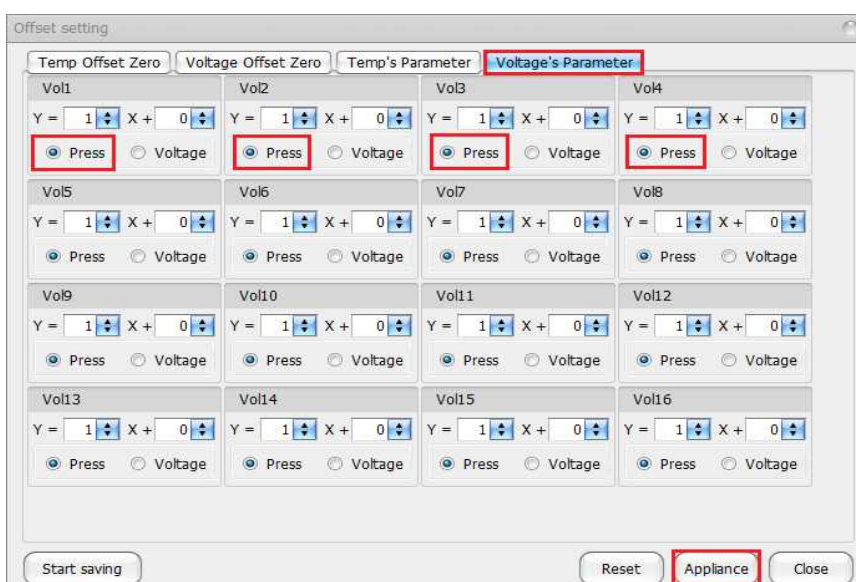 Offset setting
Temp Offset Zero Voltage Offset Zero Temp's Parameter Voltage's Parameter
Vol1 Vol2 Vol3 Vol4
Y = 1 X + 0 Y = 1 X + 0 Y = 1 X + 0 Y = 1 X + 0
Press Voltage Press Voltage Press Voltage Press Voltage
Vol5 Vol6 Vol7 Vol8
Y = 1 X + 0 Y = 1 X + 0 Y = 1 X + 0 Y = 1 X + 0
Press Voltage Press Voltage Press Voltage Press Voltage
Vol9 Vol10 Vol11 Vol12
Y = 1 X + 0 Y = 1 X + 0 Y = 1 X + 0 Y = 1 X + 0
Press Voltage Press Voltage Press Voltage Press Voltage
Vol13 Vol14 Vol15 Vol16
Y = 1 X + 0 Y = 1 X + 0 Y = 1 X + 0 Y = 1 X + 0
Press Voltage Press Voltage Press Voltage Press Voltage
Start saving Reset Appliance Close